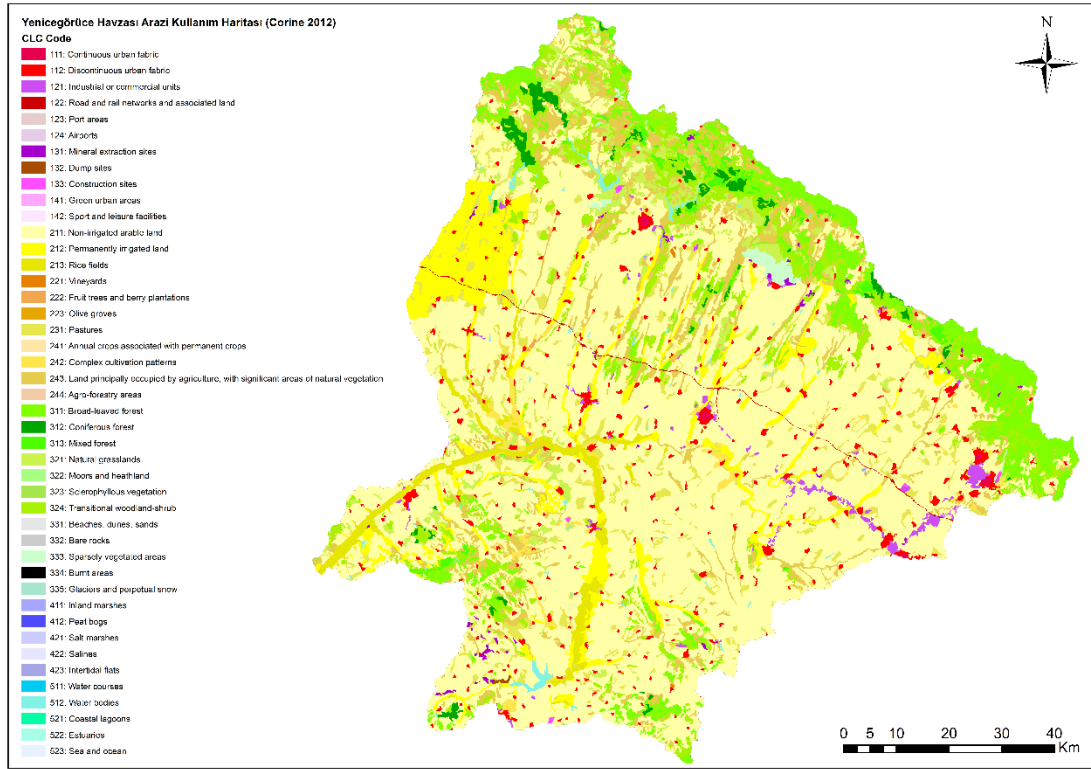 Yenicegörüce Havzası Arazi Kullanım Haritası (Corine 2012)
CLC Code
111: Continuous urban fabric
112: Discontinuous urban fabric
121: Industrial or commercial units
122: Road and rail networks and associated land
123: Port areas
124: Airports
131: Mineral extraction sites
132: Dump sites
133: Construction sites
141: Green urban areas
142: Sport and leisure facilities
211: Non-irrigated arable land
212: Permanently irrigated land
213: Rice fields
221: Vineyards
222: Fruit trees and berry plantations
223: Olive groves
231: Pastures
241: Annual crops associated with permanent crops
242: Complex cultivation patterns
243: Land principally occupied by agriculture, with significant areas of natural vegetation
244: Agro-forestry areas
311: Broad-leaved forest
312: Coniferous forest
313: Mixed forest
321: Natural grasslands
322: Moors and heathland
323: Sclerophyllous vegetation
324: Transitional woodland-shrub
331: Beaches, dunes, sands
332: Bare rocks
333: Sparsely vegetated areas
334: Burnt areas
335: Glaciers and perpetual snow
411: Inland marshes
412: Peat bogs
421: Salt marshes
422: Salines
423: Intertidal flats
511: Water courses
512: Water bodies
521: Coastal lagoons
522: Estuaries
523: Sea and ocean
N
0 5 10 20 30 40
Km